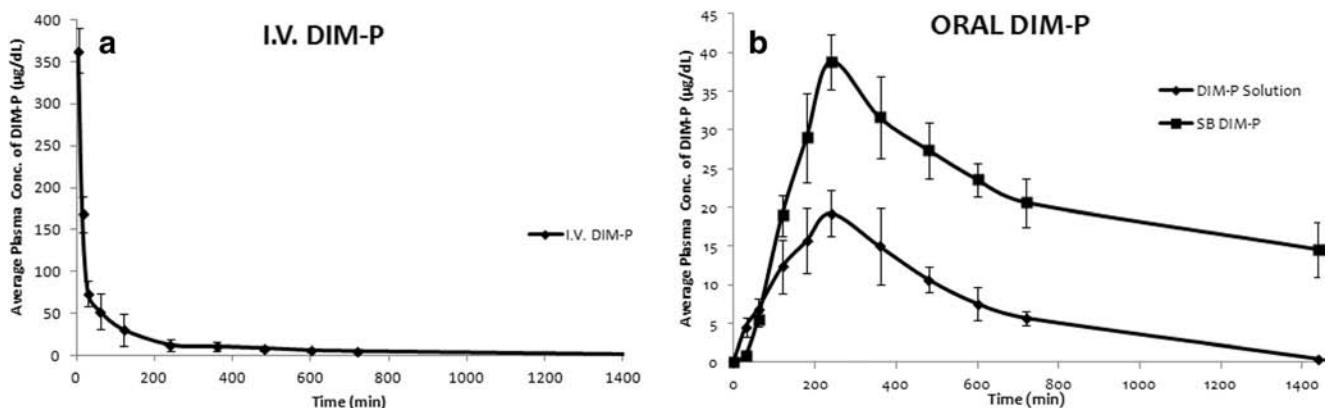 a
I.V. DIM-P
Average Plasma Conc. of DIM-P (µg/dL)
400
350
300
250
200
150
100
50
0
I.V. DIM-P
0 200 400 600 800 1000 1200 1400
Time (min)
b
ORAL DIM-P
Average Plasma Conc. of DIM-P (µg/dL)
45
40
35
30
25
20
15
10
5
0
DIM-P Solution
SB DIM-P
0 200 400 600 800 1000 1200 1400
Time (min)